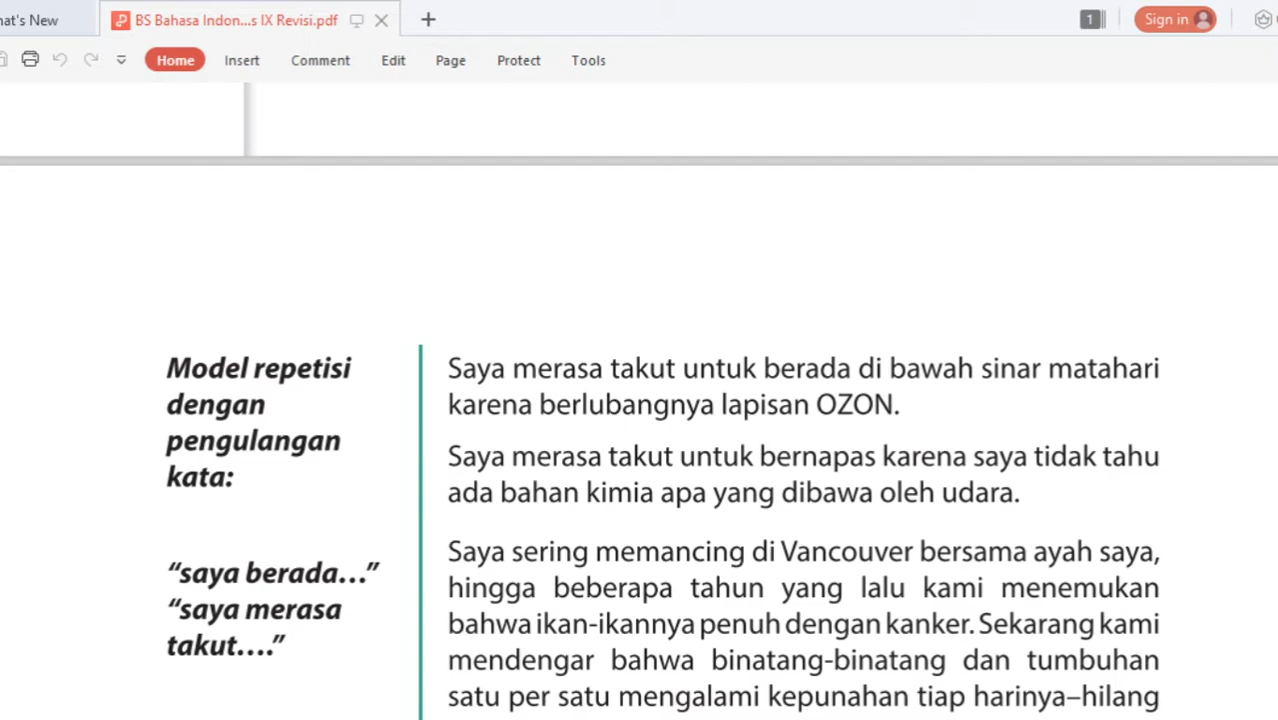 hat's New
BS Bahasa Indon...s IX Revisi.pdf
1
Sign in
Home
Insert
Comment
Edit
Page
Protect
Tools
Model repetisi
dengan
pengulangan
kata:
“saya berada…”
“saya merasa
takut….”
Saya merasa takut untuk berada di bawah sinar matahari
karena berlubangnya lapisan OZON.
Saya merasa takut untuk bernapas karena saya tidak tahu
ada bahan kimia apa yang dibawa oleh udara.
Saya sering memancing di Vancouver bersama ayah saya,
hingga beberapa tahun yang lalu kami menemukan
bahwa ikan-ikannya penuh dengan kanker. Sekarang kami
mendengar bahwa binatang-binatang dan tumbuhan
satu per satu mengalami kepunahan tiap harinya–hilang